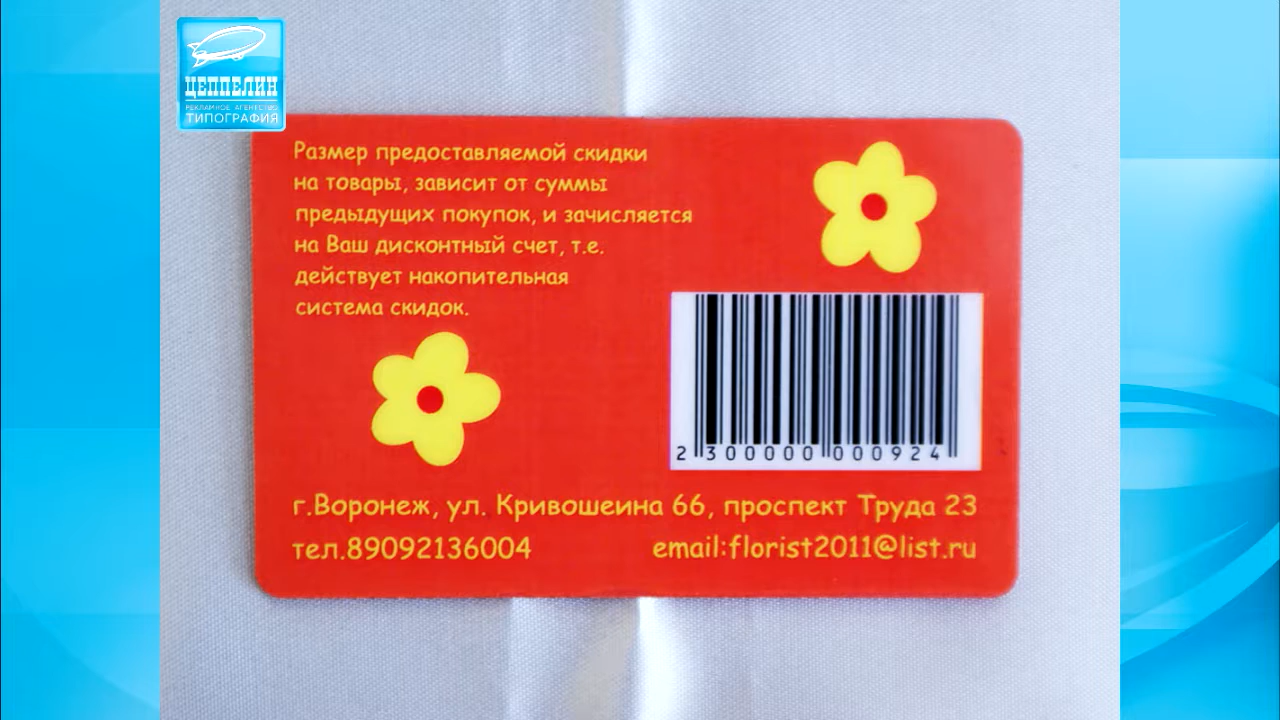 ЦЕППЕЛИН
РЕКЛАМНОЕ АГЕНТСТВО
ТИПОГРАФИЯ
Размер предоставляемой скидки
на товары, зависит от суммы
предыдущих покупок, и зачисляется
на Ваш дисконтный счет, т.е.
действует накопительная
система скидок.
2 300000 000924
г.Воронеж, ул. Кривошеина 66, проспект Труда 23
тел.89092136004 email:florist2011@list.ru